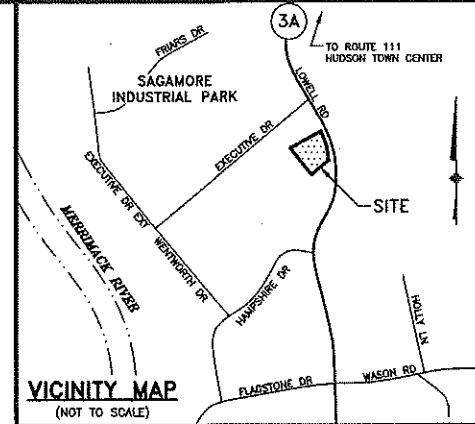 3A
TO ROUTE 111
HUDSON TOWN CENTER
FRIARS DR
SAGAMORE
INDUSTRIAL PARK
LOWELL RD
EXECUTIVE DR
SITE
EXECUTIVE DR EXT
WENTWORTH DR
MERRIMACK RIVER
HAMPSHIRE DR
HOLLY LN
FLAGSTONE DR
WASON RD
VICINITY MAP
(NOT TO SCALE)